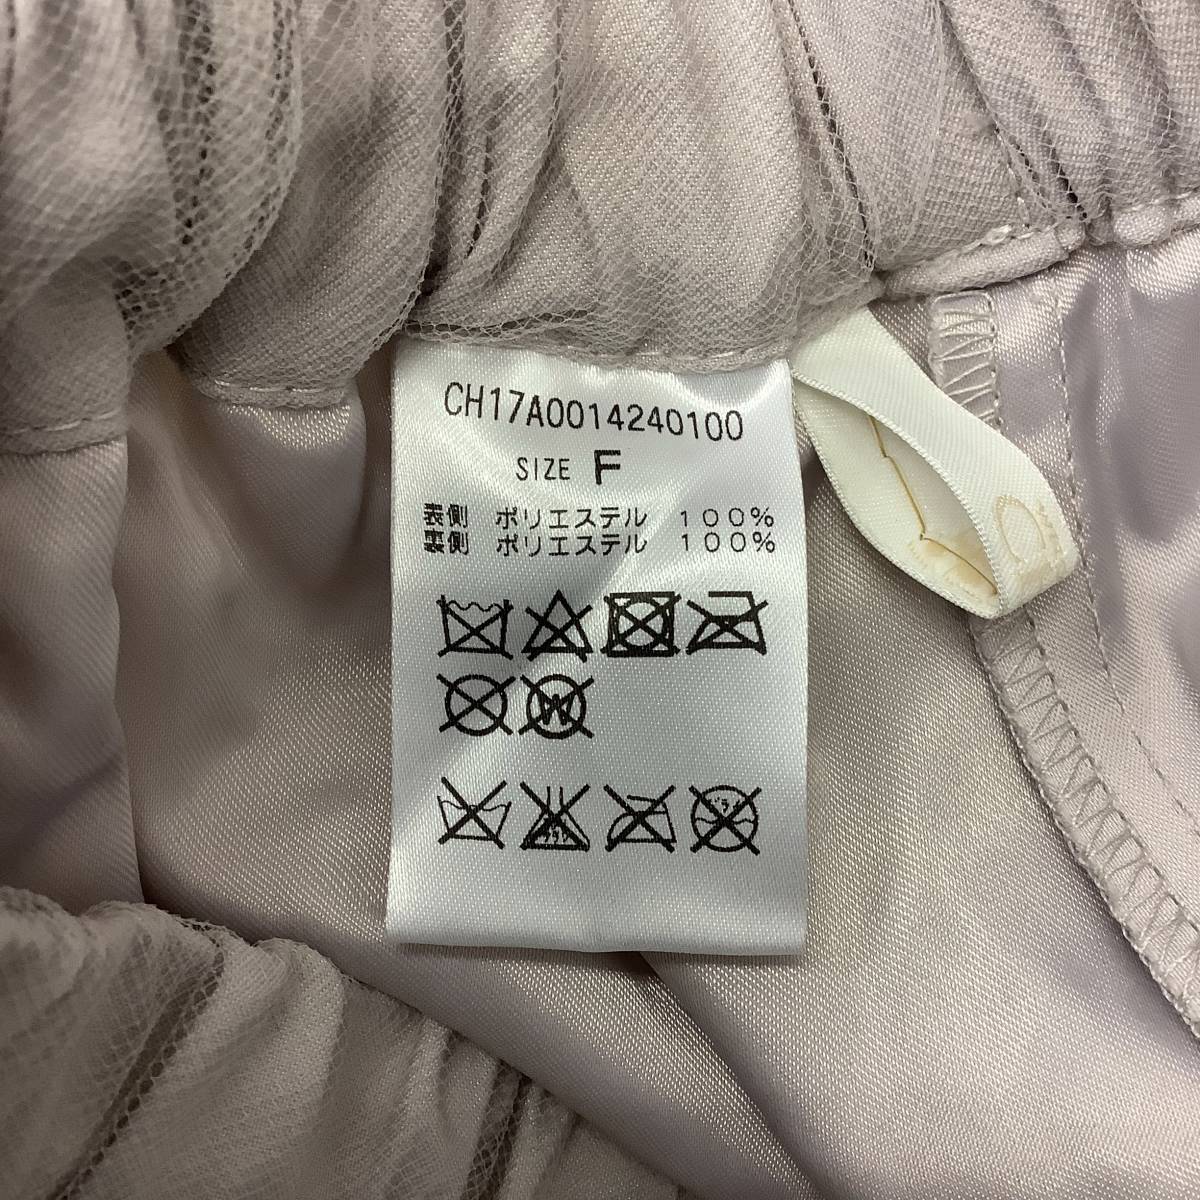 CH17A0014240100
SIZE F
表側 ポリエステル 100%
裏側 ポリエステル 100%
W